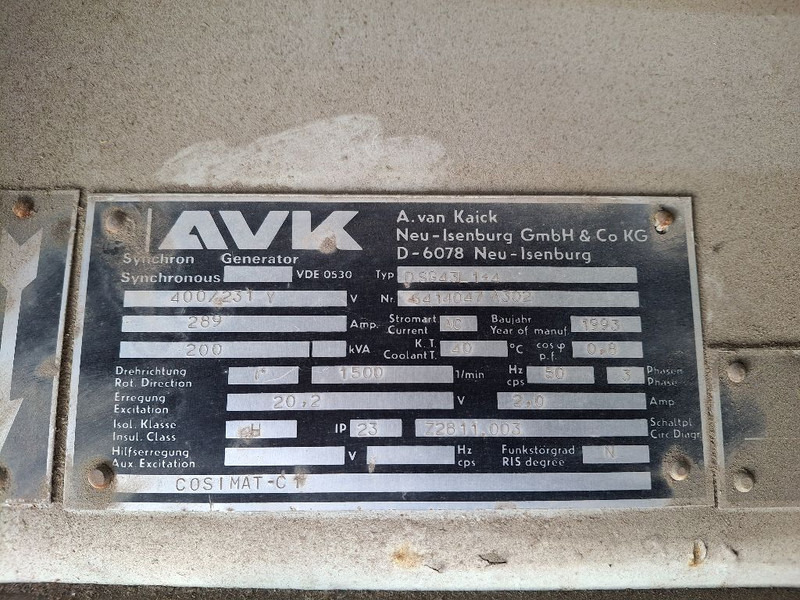 AVK
A. van Kaick
Neu-Isenburg GmbH & Co KG
D-6078 Neu-Isenburg
Synchron Generator
Synchronous VDE 0530 Typ
400/231 Y V Nr.
289 Amp. Stromart Current Baujahr Year of manuf. 1993
200 kVA K.T. Coolant T. 40 °C cos φ p.f. 0,8
Drehrichtung Rot. Direction 1500 1/min Hz cps 50 3 Phasen Phase
Erregung Excitation 20,2 V 2,0 Amp
Isol. Klasse Insul. Class H IP 23 72B11.003 Schaltpl Circ Diagr.
Hilfserregung Aux. Excitation V Hz cps Funkstörgrad RIS degree N
COSIMAT-C1